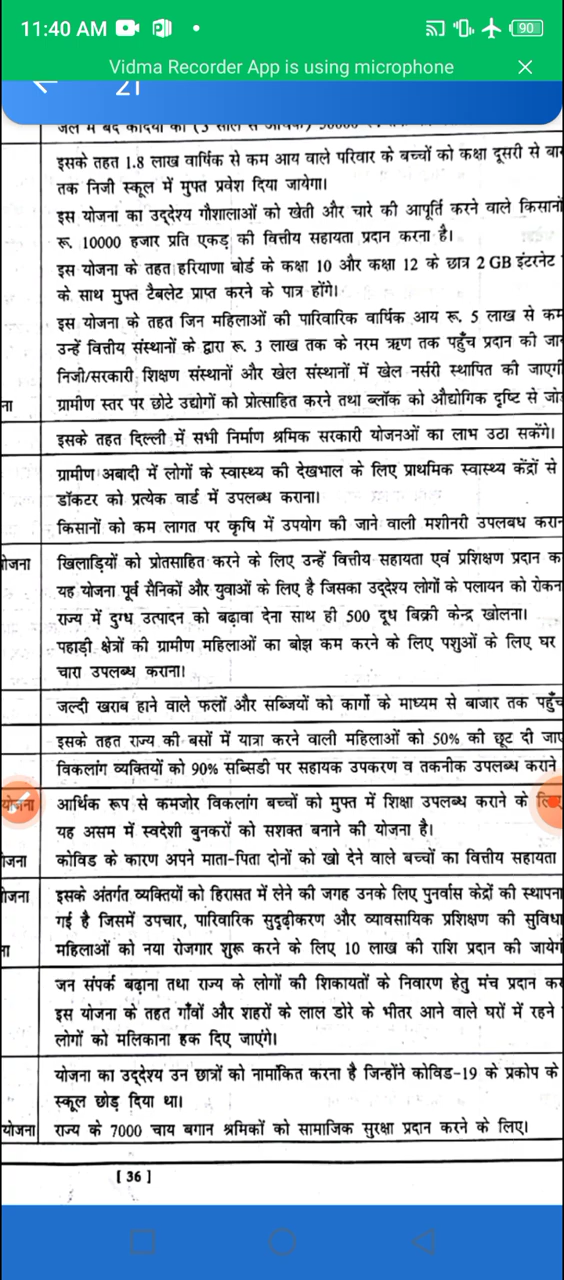 11:40 AM
90
Vidma Recorder App is using microphone
21
इसके तहत 1.8 लाख वार्षिक से कम आय वाले परिवार के बच्चों को कक्षा दूसरी से
तक निजी स्कूल में मुफ्त प्रवेश दिया जायेगा।
इस योजना का उद्देश्य गौशालाओं को खेती और चारे की आपूर्ति करने वाले किसानों
रू. 10000 हजार प्रति एकड़ की वित्तीय सहायता प्रदान करना है।
इस योजना के तहत हरियाणा बोर्ड के कक्षा 10 और कक्षा 12 के छात्र 2 GB इंटरनेट
के साथ मुफ्त टैबलेट प्राप्त करने के पात्र होंगे।
इस योजना के तहत जिन महिलाओं की पारिवारिक वार्षिक आय रू. 5 लाख से कम
उन्हें वित्तीय संस्थानों के द्वारा रू. 3 लाख तक के नरम ऋण तक पहुँच प्रदान की
निजी/सरकारी शिक्षण संस्थानों और खेल संस्थानों में खेल नर्सरी स्थापित की जाएगी
ना ग्रामीण स्तर पर छोटे उद्योगों को प्रोत्साहित करने तथा ब्लॉक को औद्योगिक दृष्टि से
इसके तहत दिल्ली में सभी निर्माण श्रमिक सरकारी योजनओं का लाभ उठा सकेंगे।
ग्रामीण अबादी में लोगों के स्वास्थ्य की देखभाल के लिए प्राथमिक स्वास्थ्य केंद्रों से
डॉकटर को प्रत्येक वार्ड में उपलब्ध कराना।
किसानों को कम लागत पर कृषि में उपयोग की जाने वाली मशीनरी उपलबध
योजना खिलाड़ियों को प्रोतसाहित करने के लिए उन्हें वित्तीय सहायता एवं प्रशिक्षण प्रदान
यह योजना पूर्व सैनिकों और युवाओं के लिए है जिसका उद्देश्य लोगों के पलायन को
राज्य में दुग्ध उत्पादन को बढ़ावा देना साथ ही 500 दूध बिक्री केन्द्र खोलना।
पहाड़ी क्षेत्रों की ग्रामीण महिलाओं का बोझ कम करने के लिए पशुओं के लिए घर
चारा उपलब्ध कराना।
जल्दी खराब हाने वाले फलों और सब्जियों को कार्गो के माध्यम से बाजार तक पहुँच
इसके तहत राज्य की बसों में यात्रा करने वाली महिलाओं को 50% की छूट दी
विकलांग व्यक्तियों को 90% सब्सिडी पर सहायक उपकरण व तकनीक उपलब्ध कराने
योजना आर्थिक रूप से कमजोर विकलांग बच्चों को मुफ्त में शिक्षा उपलब्ध कराने के लिए
यह असम में स्वदेशी बुनकरों को सशक्त बनाने की योजना है।
ोजना कोविड के कारण अपने माता-पिता दोनों को खो देने वाले बच्चों का वित्तीय सहायता
ोजना इसके अंतर्गत व्यक्तियों को हिरासत में लेने की जगह उनके लिए पुनर्वास केंद्रों की स्थापना
गई है जिसमें उपचार, पारिवारिक सुदृढ़ीकरण और व्यावसायिक प्रशिक्षण की सुविधा
ना महिलाओं को नया रोजगार शुरू करने के लिए 10 लाख की राशि प्रदान की
जन संपर्क बढ़ाना तथा राज्य के लोगों की शिकायतों के निवारण हेतु मंच प्रदान
इस योजना के तहत गाँवों और शहरों के लाल डोरे के भीतर आने वाले घरों में रहने
लोगों को मलिकाना हक दिए जाएंगे।
योजना का उद्देश्य उन छात्रों को नामांकित करना है जिन्होंने कोविड-19 के प्रकोप के
स्कूल छोड़ दिया था।
योजना राज्य के 7000 चाय बगान श्रमिकों को सामाजिक सुरक्षा प्रदान करने के लिए।
[ 36 ]